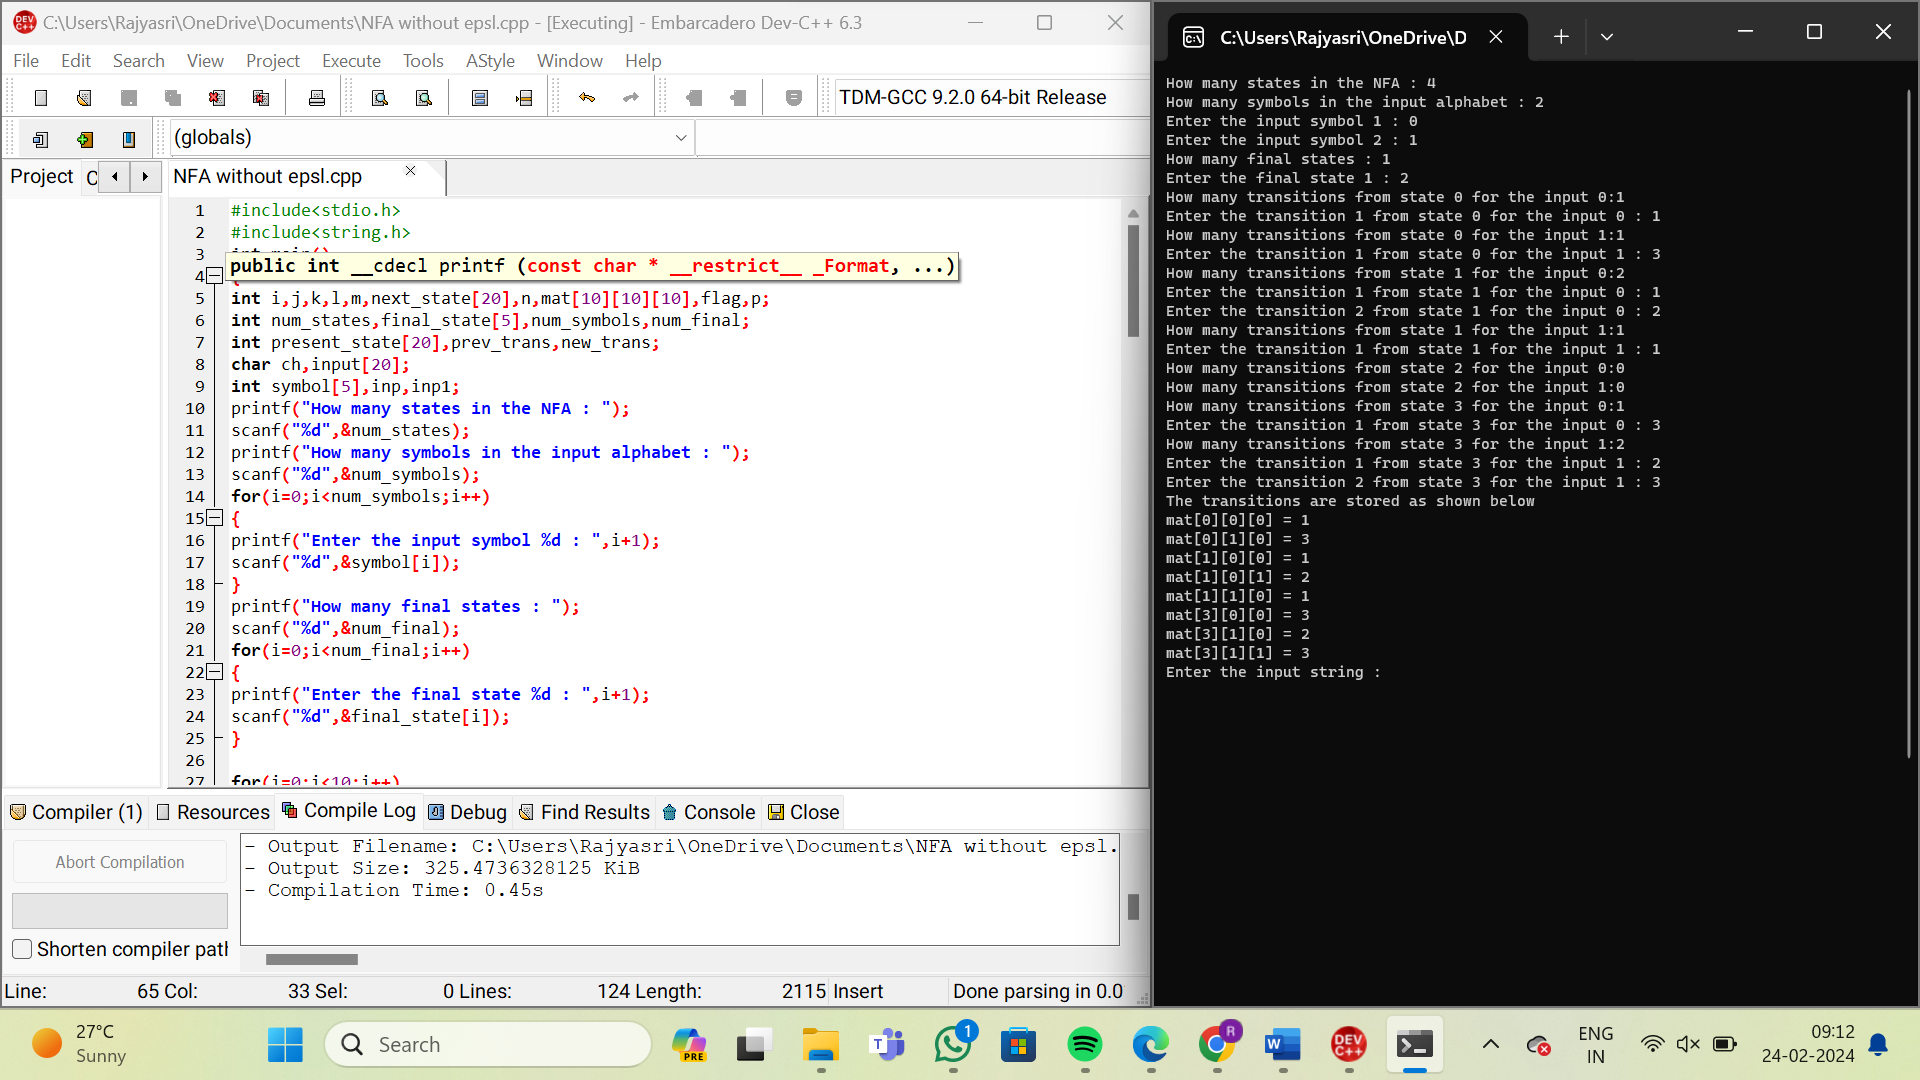 C:\Users\Rajyasri\OneDrive\Documents\NFA without epsl.cpp - [Executing] - Embarcadero Dev-C++ 6.3
File Edit Search View Project Execute Tools AStyle Window Help
TDM-GCC 9.2.0 64-bit Release
(globals)
Project C
NFA without epsl.cpp
1 #include<stdio.h>
2 #include<string.h>
3 int main()
public int __cdecl printf (const char * __restrict__ _Format, ...)
4 {
5 int i,j,k,l,m,next_state[20],n,mat[10][10][10],flag,p;
6 int num_states,final_state[5],num_symbols,num_final;
7 int present_state[20],prev_trans,new_trans;
8 char ch,input[20];
9 int symbol[5],inp,inp1;
10 printf("How many states in the NFA : ");
11 scanf("%d",&num_states);
12 printf("How many symbols in the input alphabet : ");
13 scanf("%d",&num_symbols);
14 for(i=0;i<num_symbols;i++)
15 {
16 printf("Enter the input symbol %d : ",i+1);
17 scanf("%d",&symbol[i]);
18 }
19 printf("How many final states : ");
20 scanf("%d",&num_final);
21 for(i=0;i<num_final;i++)
22 {
23 printf("Enter the final state %d : ",i+1);
24 scanf("%d",&final_state[i]);
25 }
26
27 for(i=0;i<10;i++)
Compiler (1) Resources Compile Log Debug Find Results Console Close
Abort Compilation
Shorten compiler path
- Output Filename: C:\Users\Rajyasri\OneDrive\Documents\NFA without epsl.
- Output Size: 325.4736328125 KiB
- Compilation Time: 0.45s
Line: 65 Col: 33 Sel: 0 Lines: 124 Length: 2115 Insert Done parsing in 0.0
C:\Users\Rajyasri\OneDrive\D
How many states in the NFA : 4
How many symbols in the input alphabet : 2
Enter the input symbol 1 : 0
Enter the input symbol 2 : 1
How many final states : 1
Enter the final state 1 : 2
How many transitions from state 0 for the input 0:1
Enter the transition 1 from state 0 for the input 0 : 1
How many transitions from state 0 for the input 1:1
Enter the transition 1 from state 0 for the input 1 : 3
How many transitions from state 1 for the input 0:2
Enter the transition 1 from state 1 for the input 0 : 1
Enter the transition 2 from state 1 for the input 0 : 2
How many transitions from state 1 for the input 1:1
Enter the transition 1 from state 1 for the input 1 : 1
How many transitions from state 2 for the input 0:0
How many transitions from state 2 for the input 1:0
How many transitions from state 3 for the input 0:1
Enter the transition 1 from state 3 for the input 0 : 3
How many transitions from state 3 for the input 1:2
Enter the transition 1 from state 3 for the input 1 : 2
Enter the transition 2 from state 3 for the input 1 : 3
The transitions are stored as shown below
mat[0][0][0] = 1
mat[0][1][0] = 3
mat[1][0][0] = 1
mat[1][0][1] = 2
mat[1][1][0] = 1
mat[3][0][0] = 3
mat[3][1][0] = 2
mat[3][1][1] = 3
Enter the input string :
27°C
Sunny
Search
PRE
1
R
DEV C++
ENG
IN
09:12
24-02-2024